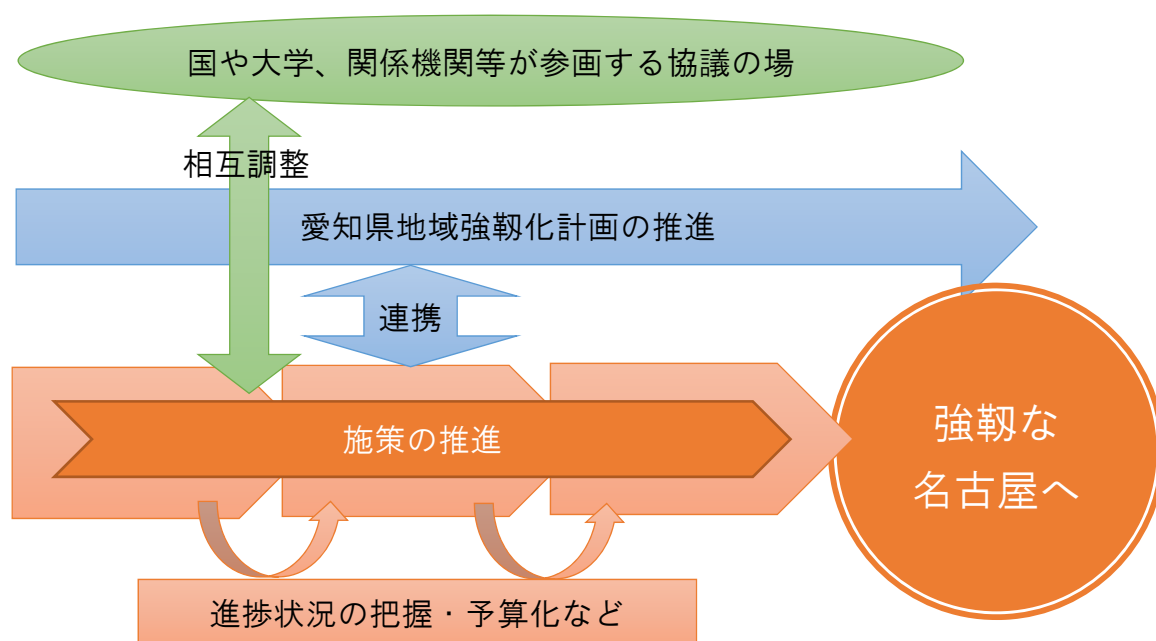 国や大学、関係機関等が参画する協議の場
相互調整
愛知県地域強靱化計画の推進
連携
施策の推進
強靱な
名古屋へ
進捗状況の把握・予算化など